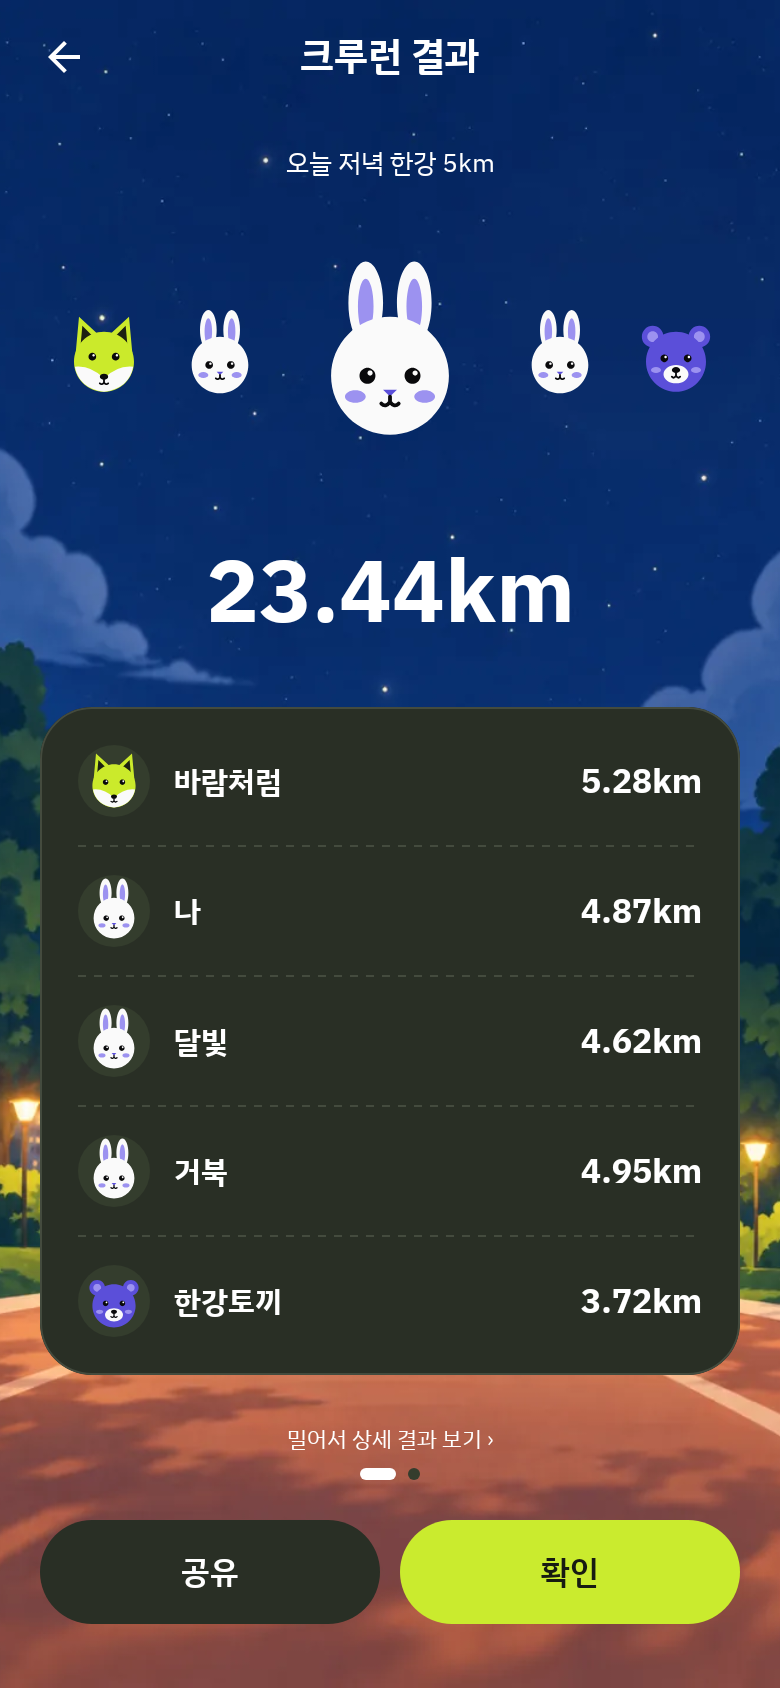 크루런 결과
오늘 저녁 한강 5km
23.44km
바람처럼 5.28km
나 4.87km
달빛 4.62km
거북 4.95km
한강토끼 3.72km
밀어서 상세 결과 보기 ›
공유 확인